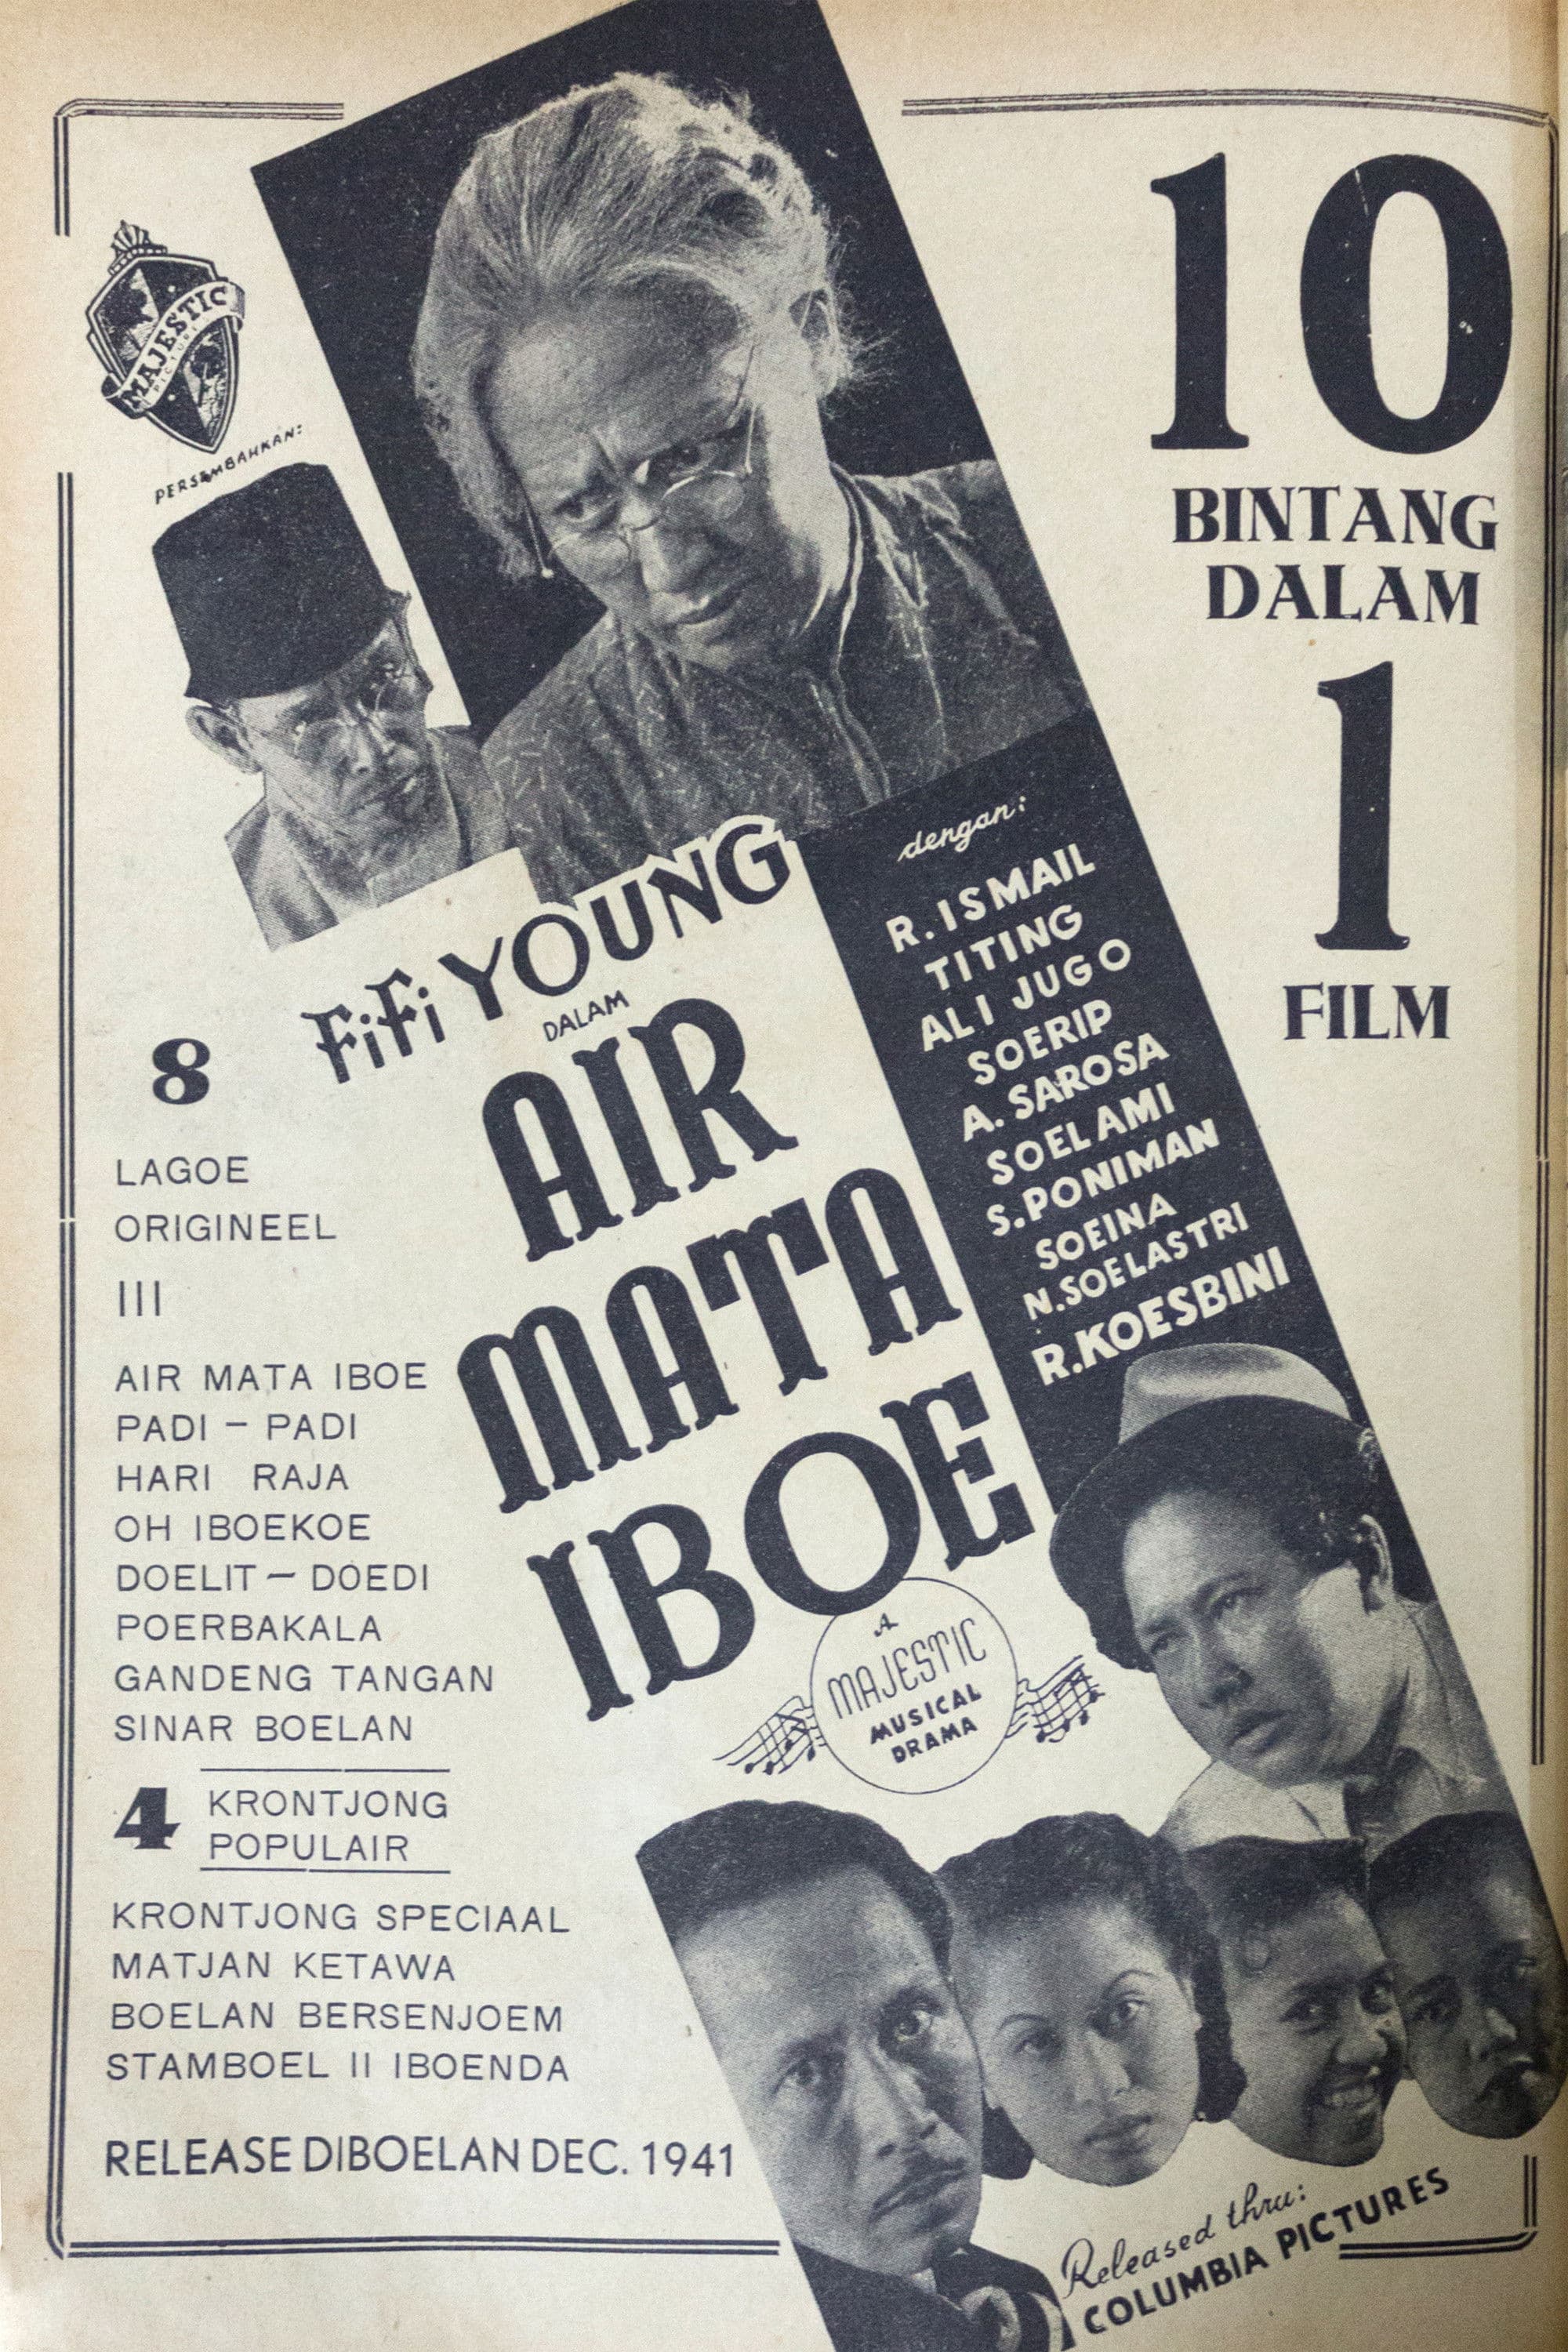 MAJESTIC
PICTURES
PERSEMBAHKAN:
10
BINTANG
DALAM
1
FILM
FiFi YOUNG
DALAM
AIR
MATA
IBOE
dengan:
R. ISMAIL
TITING
ALI JUGO
SOERIP
A. SAROSA
SOELAMI
S. PONIMAN
SOEINA
N. SOELASTRI
R. KOESBINI
A
MAJESTIC
MUSICAL
DRAMA
8
LAGOE
ORIGINEEL
III
AIR MATA IBOE
PADI - PADI
HARI RAJA
OH IBOEKOE
DOELIT - DOEDI
POERBAKALA
GANDENG TANGAN
SINAR BOELAN
4 KRONTJONG
POPULAIR
KRONTJONG SPECIAAL
MATJAN KETAWA
BOELAN BERSENJOEM
STAMBOEL II IBOENDA
RELEASE DIBOELAN DEC. 1941
Released thru:
COLUMBIA PICTURES